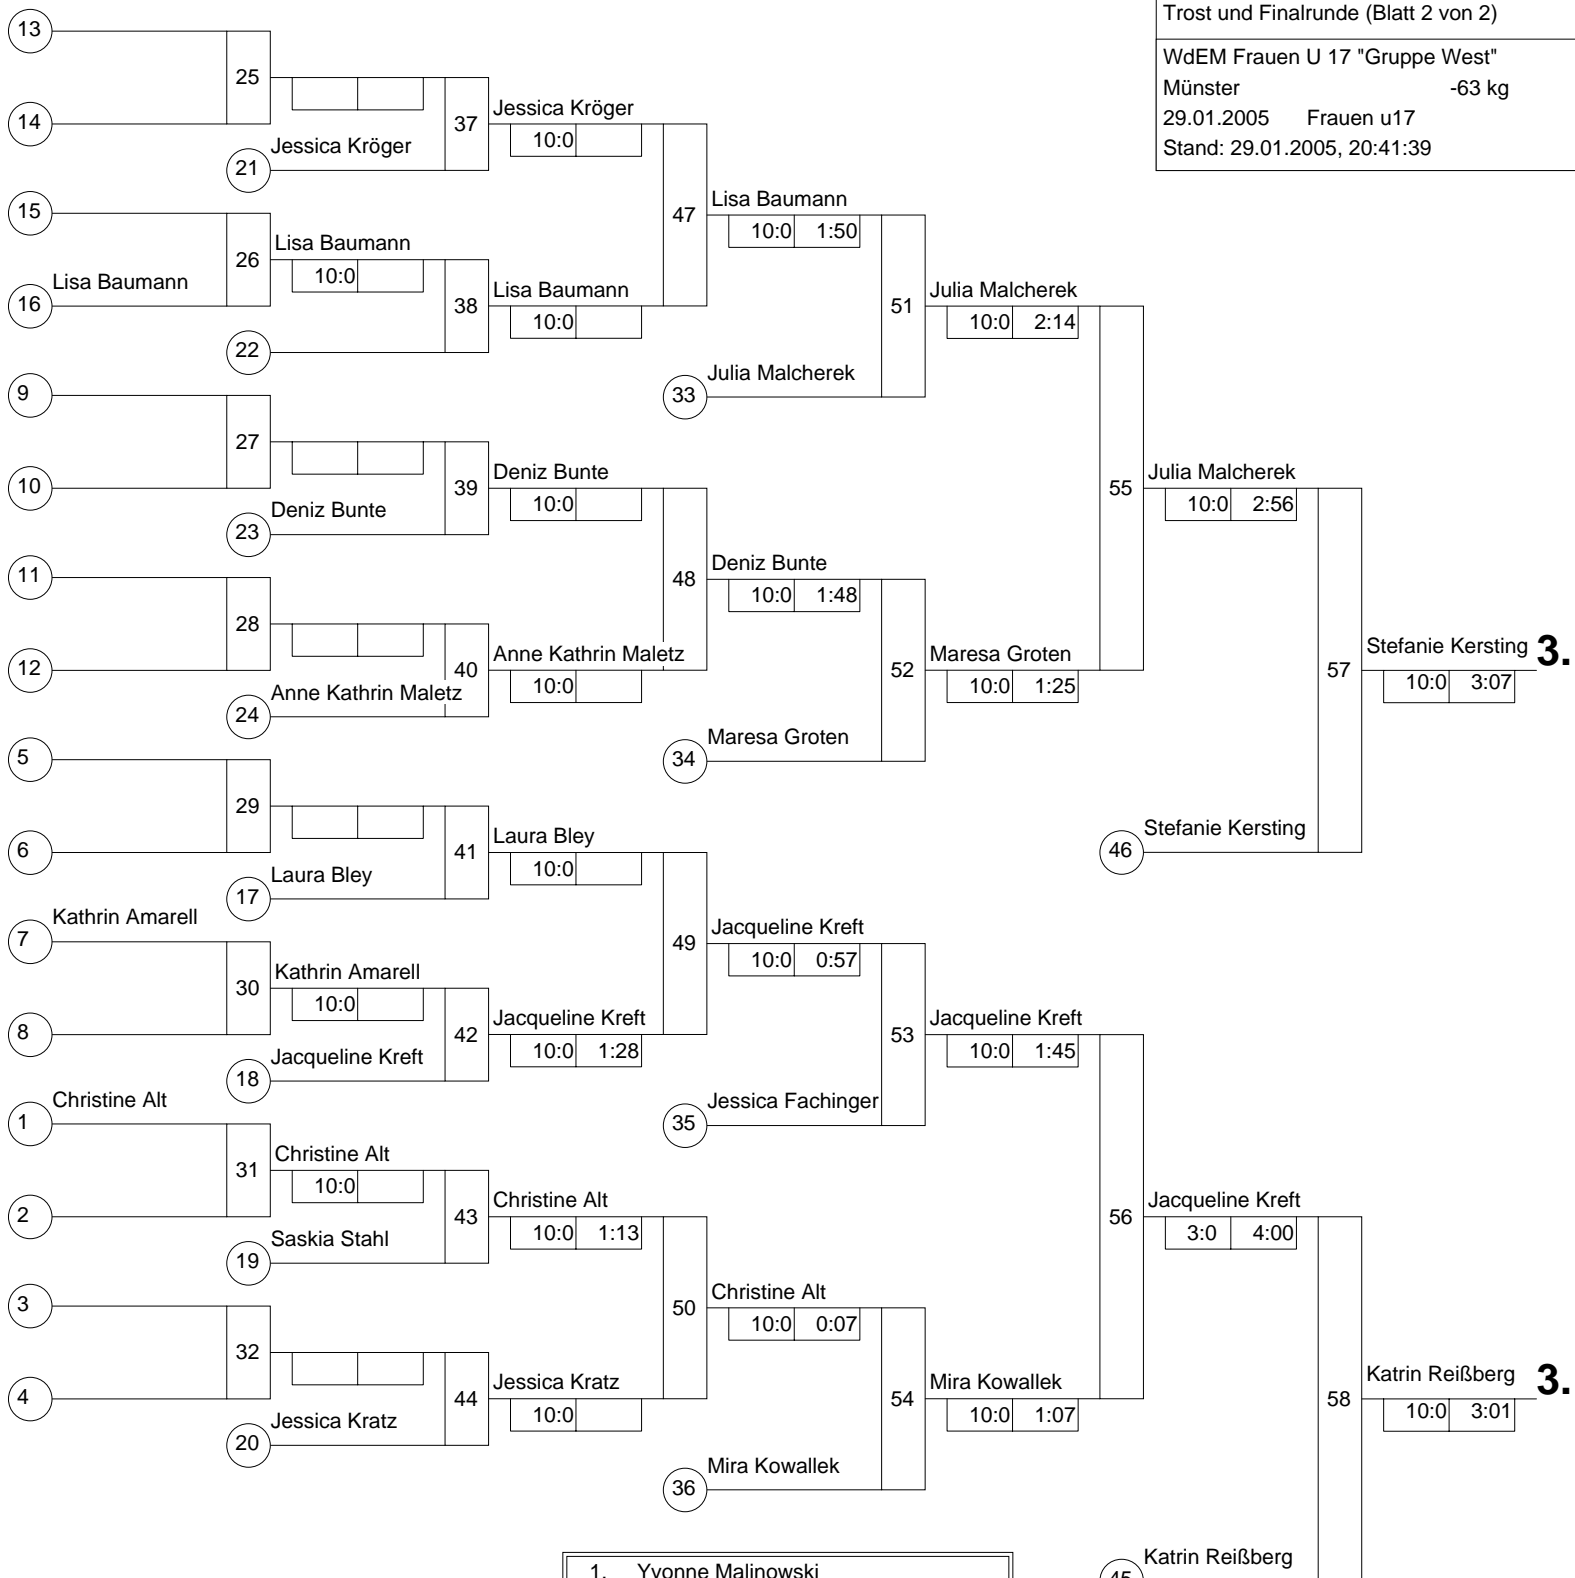 Trost und Finalrunde (Blatt 2 von 2)
WdEM Frauen U 17 "Gruppe West"
Münster -63 kg
29.01.2005 Frauen u17
Stand: 29.01.2005, 20:41:39
13
25
14
Jessica Kröger
21
37
Jessica Kröger
10:0
15
26
Lisa Baumann
16
Lisa Baumann
10:0
38
22
Lisa Baumann
10:0
47
Lisa Baumann
10:0 1:50
Julia Malcherek
33
51
Julia Malcherek
10:0 2:14
9
27
10
Deniz Bunte
23
39
Deniz Bunte
10:0
11
28
12
Anne Kathrin Maletz
24
40
Anne Kathrin Maletz
10:0
48
Deniz Bunte
10:0 1:48
Maresa Groten
34
52
Maresa Groten
10:0 1:25
55
Julia Malcherek
10:0 2:56
Stefanie Kersting
46
57
Stefanie Kersting 3.
10:0 3:07
5
29
6
Laura Bley
17
41
Laura Bley
10:0
Kathrin Amarell
7
30
8
Kathrin Amarell
10:0
Jacqueline Kreft
18
42
Jacqueline Kreft
10:0 1:28
49
Jacqueline Kreft
10:0 0:57
Jessica Fachinger
35
53
Jacqueline Kreft
10:0 1:45
Christine Alt
1
31
2
Christine Alt
10:0
Saskia Stahl
19
43
Christine Alt
10:0 1:13
3
32
4
Jessica Kratz
20
44
Jessica Kratz
10:0
50
Christine Alt
10:0 0:07
Mira Kowallek
36
54
Mira Kowallek
10:0 1:07
56
Jacqueline Kreft
3:0 4:00
58
Katrin Reißberg 3.
10:0 3:01
Katrin Reißberg
45
1. Yvonne Malinowski